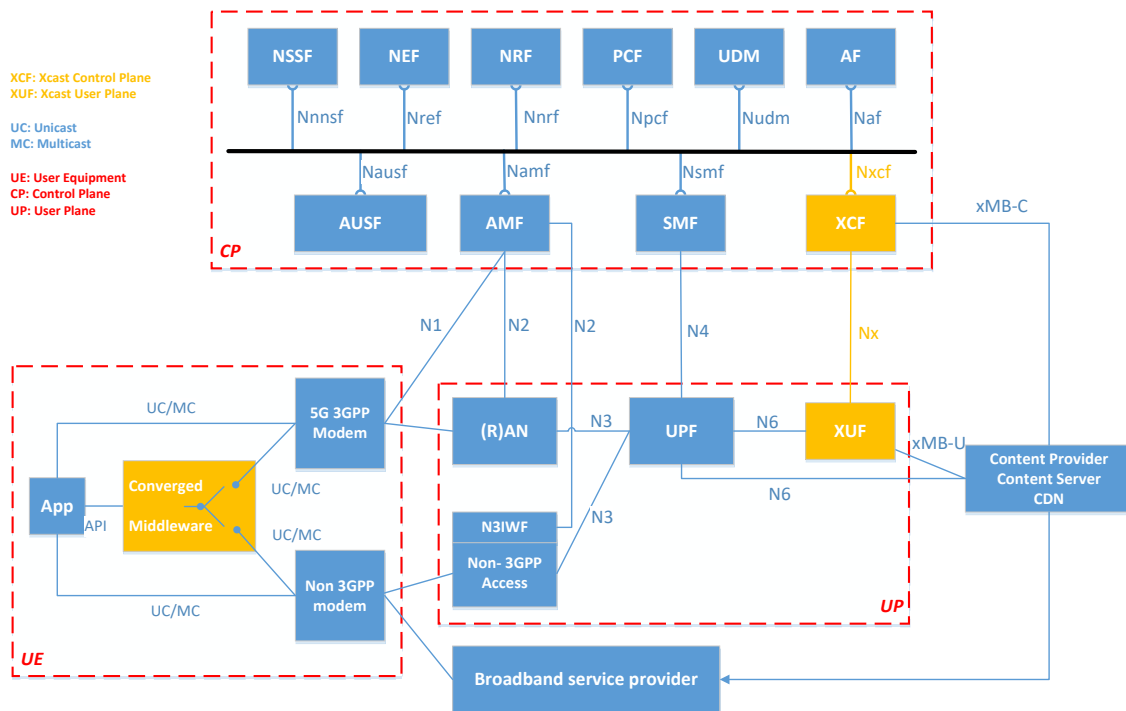 NSSF
NEF
NRF
PCF
UDM
AF
XCF: Xcast Control Plane
XUF: Xcast User Plane
UC: Unicast
MC: Multicast
UE: User Equipment
CP: Control Plane
UP: User Plane
Nnnsf
Nref
Nnrf
Npcf
Nudm
Naf
Nausf
Namf
Nsmf
Nxcf
AUSF
AMF
SMF
XCF
xMB-C
CP
N1
N2
N2
N4
Nx
UC/MC
5G 3GPP
Modem
(R)AN
N3
UPF
N6
XUF
xMB-U
Content Provider
Content Server
CDN
App
API
Converged
Middleware
UC/MC
UC/MC
N6
N3
N3IWF
Non- 3GPP
Access
Non 3GPP
modem
UC/MC
UP
UE
Broadband service provider